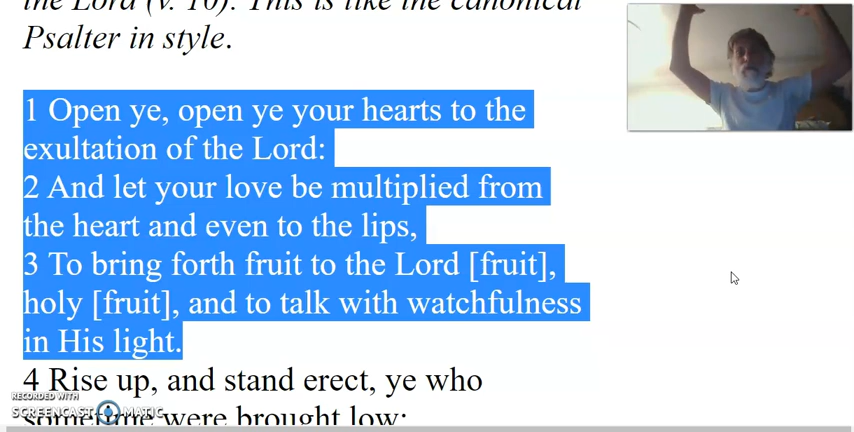 the Lord (v. 10). This is like the canonical
Psalter in style.
1 Open ye, open ye your hearts to the
exultation of the Lord:
2 And let your love be multiplied from
the heart and even to the lips,
3 To bring forth fruit to the Lord [fruit],
holy [fruit], and to talk with watchfulness
in His light.
4 Rise up, and stand erect, ye who
sometime were brought low:
RECORDED WITH
SCREENCAST MATIC